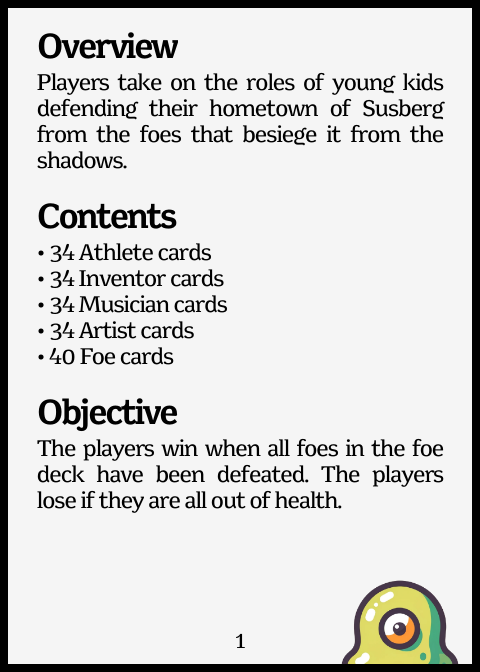 Overview
Players take on the roles of young kids
defending their hometown of Susberg
from the foes that besiege it from the
shadows.
Contents
• 34 Athlete cards
• 34 Inventor cards
• 34 Musician cards
• 34 Artist cards
• 40 Foe cards
Objective
The players win when all foes in the foe
deck have been defeated. The players
lose if they are all out of health.
1